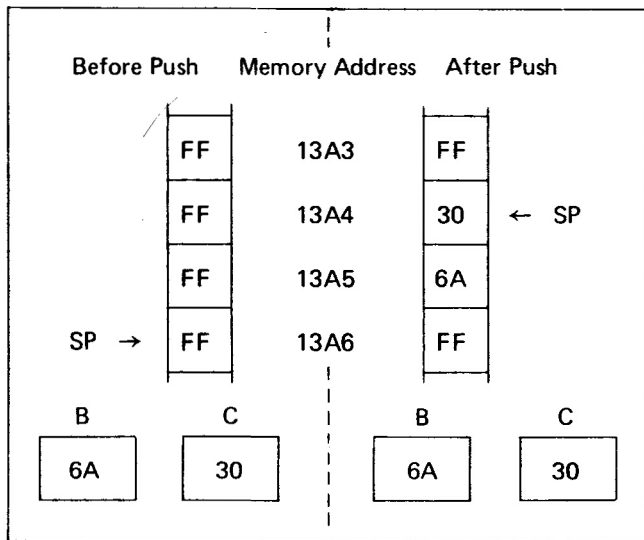 Before Push Memory Address After Push
FF 13A3 FF
FF 13A4 30 ← SP
FF 13A5 6A
SP → FF 13A6 FF
B C B C
6A 30 6A 30